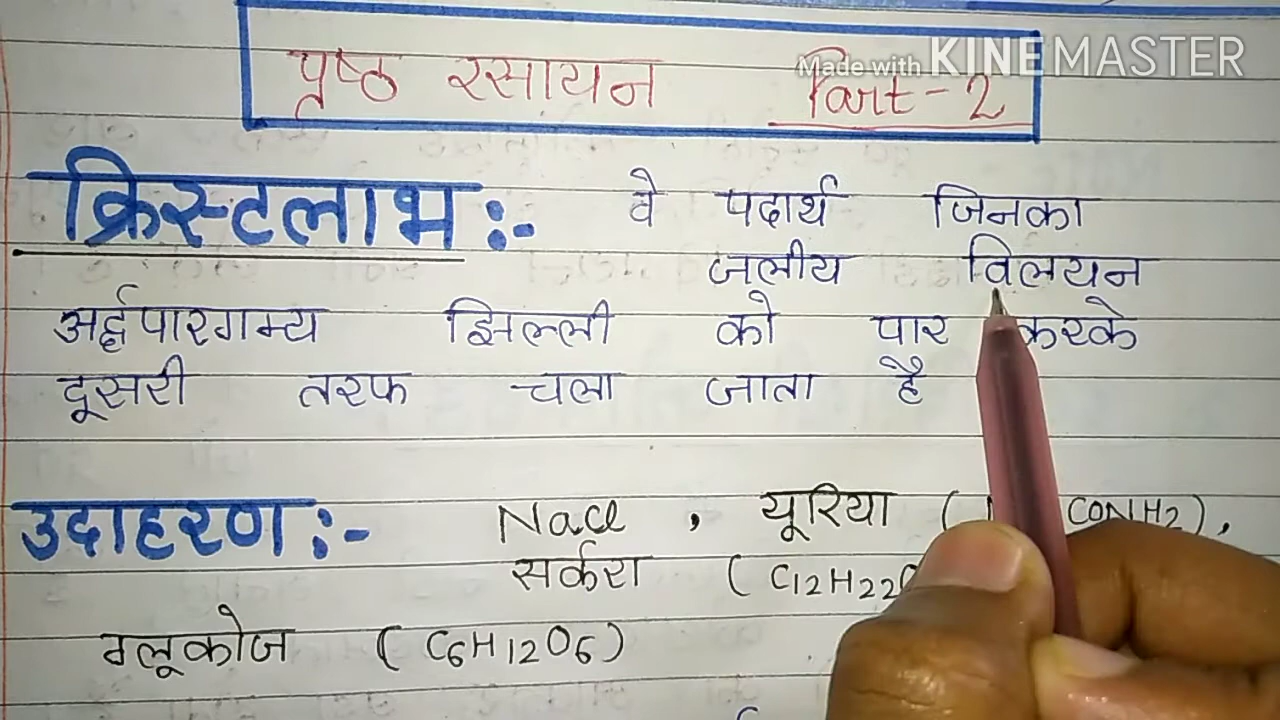 Made with KINEMASTER
पृष्ठ रसायन Part-2
क्रिस्टलाभ :- वे पदार्थ जिनका
जलीय विलयन
अर्द्धपारगम्य झिल्ली को पार करके
दूसरी तरफ चला जाता है
उदाहरण :- Nacl , यूरिया ( CONH2 ) ,
सर्करा ( C12H22
ग्लूकोज ( C6H12O6 )